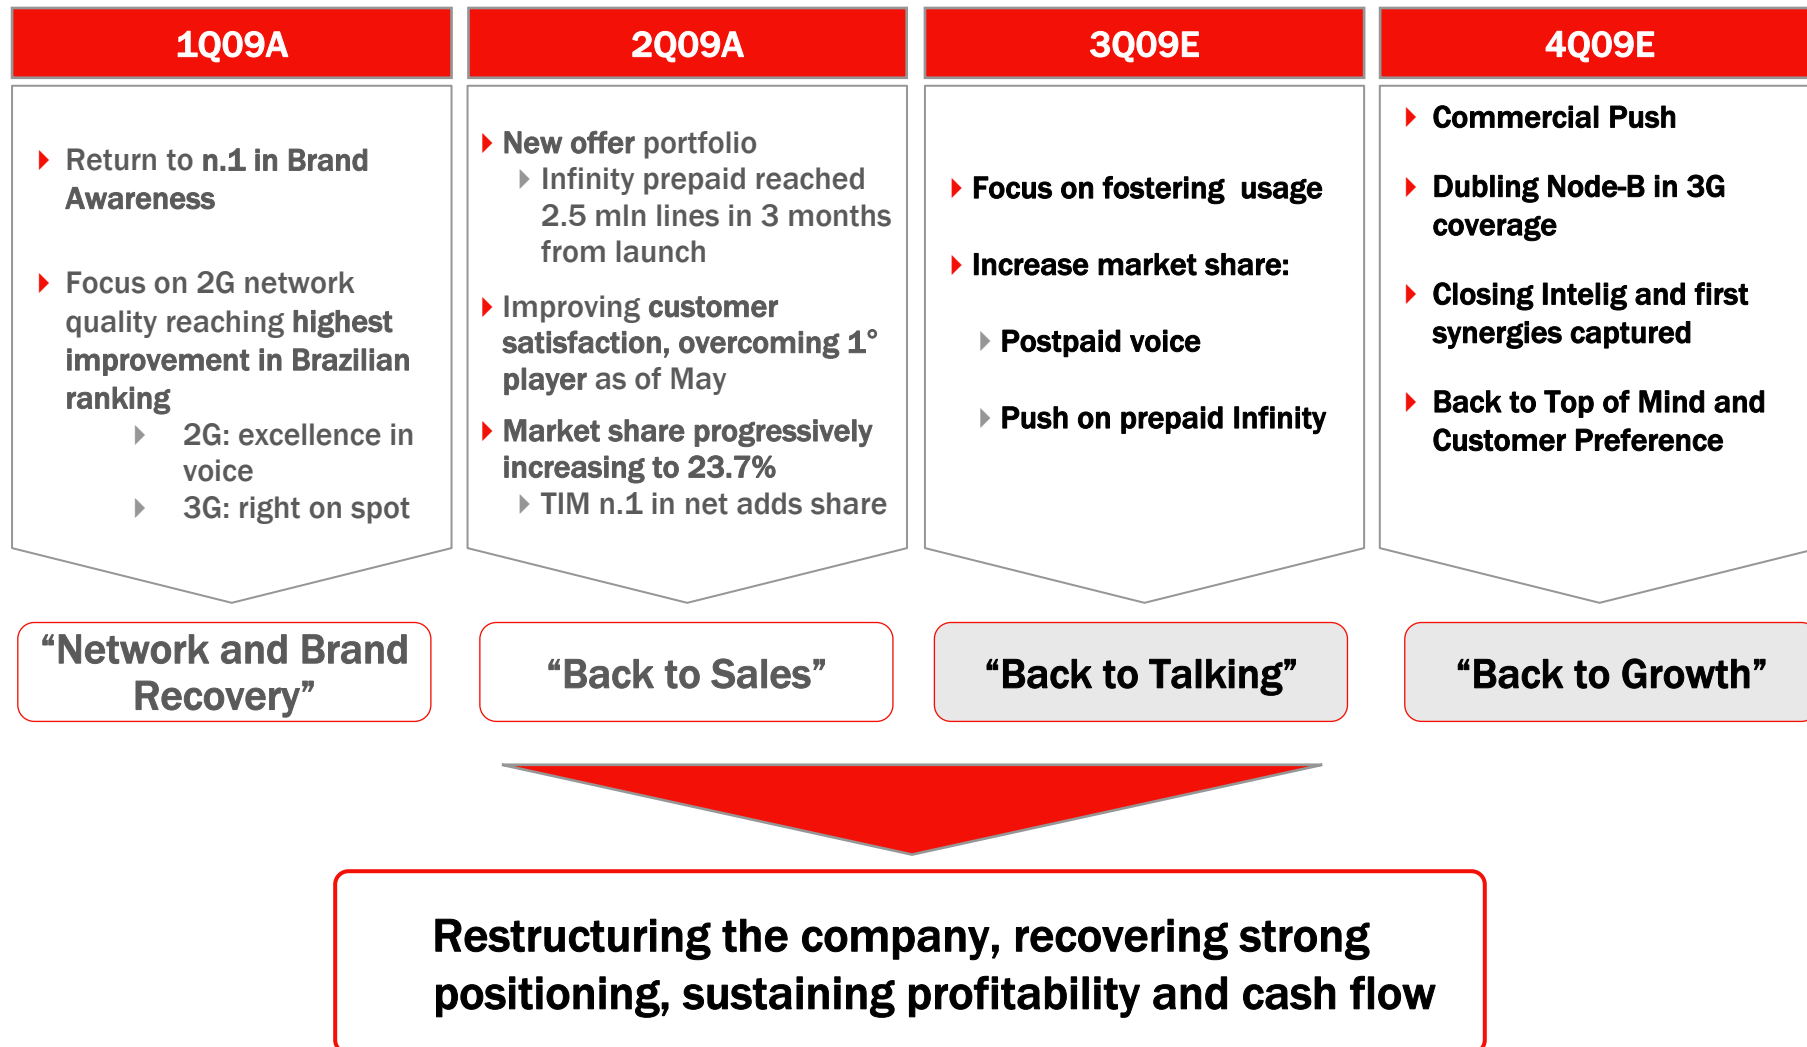 1Q09A
Return to n.1 in Brand
Awareness
Focus on 2G network
quality reaching highest
improvement in Brazilian
ranking
2G: excellence in
voice
3G: right on spot
"Network and Brand
Recovery"
2Q09A
New offer portfolio
Infinity prepaid reached
2.5 mln lines in 3 months
from launch
Improving customer
satisfaction, overcoming 1°
player as of May
Market share progressively
increasing to 23.7%
TIM n.1 in net adds share
"Back to Sales"
3Q09E
Focus on fostering usage
Increase market share:
Postpaid voice
Push on prepaid Infinity
"Back to Talking"
4Q09E
Commercial Push
Dubling Node-B in 3G
coverage
Closing Intelig and first
synergies captured
Back to Top of Mind and
Customer Preference
"Back to Growth"
Restructuring the company, recovering strong
positioning, sustaining profitability and cash flow